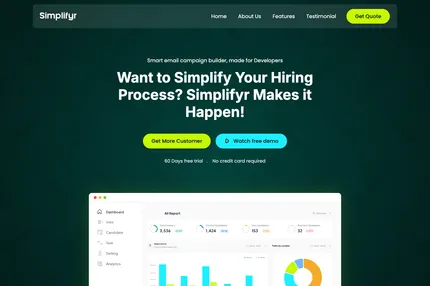 Simplifyr
Home
About Us
Features
Testimonial
Get Quote
Smart email campaign builder, made for Developers
Want to Simplify Your Hiring
Process? Simplifyr Makes it
Happen!
Get More Customer
Watch free demo
60 Days free trial . No credit card required
Dashboard
Jobs
Candidates
Task
Setting
Analytics
All Report
3,536
1,424
153
32